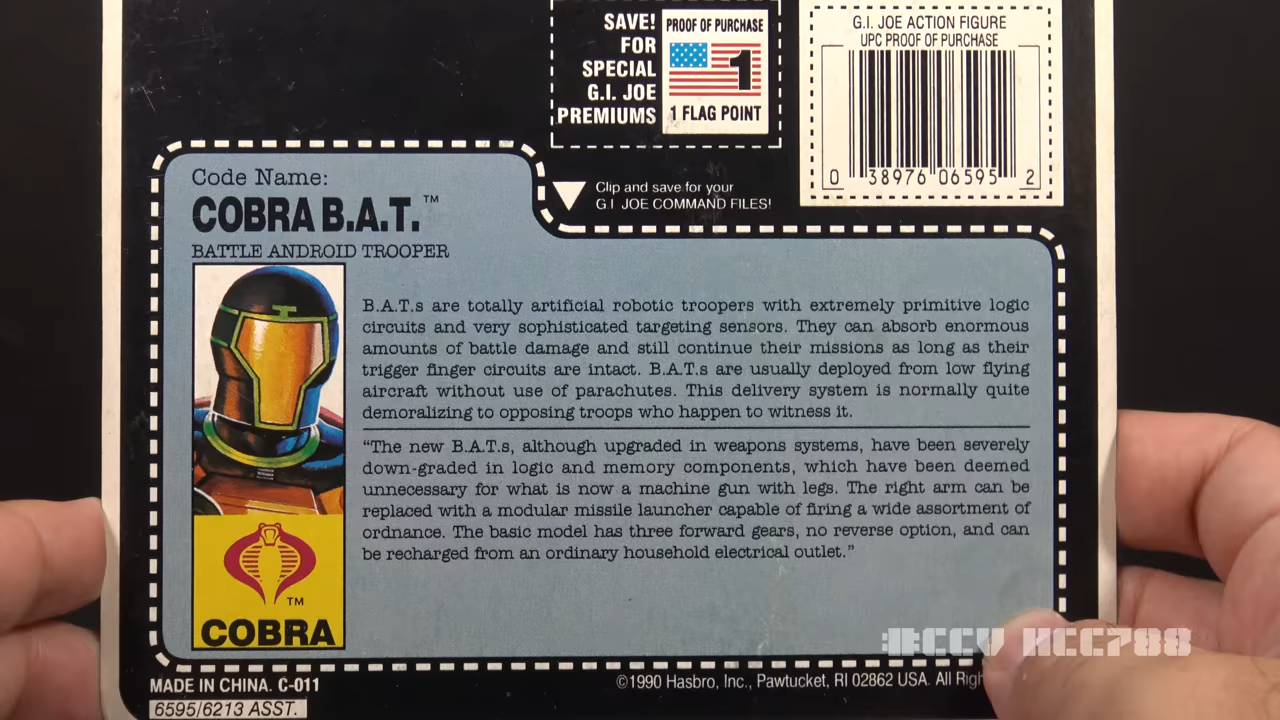 SAVE!
FOR
SPECIAL
G.I. JOE
PREMIUMS
PROOF OF PURCHASE
1
1 FLAG POINT
G.I. JOE ACTION FIGURE
UPC PROOF OF PURCHASE
0 38976 06595 2
Clip and save for your
G.I. JOE COMMAND FILES!
Code Name:
COBRA B.A.T.™
BATTLE ANDROID TROOPER
B.A.T.s are totally artificial robotic troopers with extremely primitive logic
circuits and very sophisticated targeting sensors. They can absorb enormous
amounts of battle damage and still continue their missions as long as their
trigger finger circuits are intact. B.A.T.s are usually deployed from low flying
aircraft without use of parachutes. This delivery system is normally quite
demoralizing to opposing troops who happen to witness it.
“The new B.A.T.s, although upgraded in weapons systems, have been severely
down-graded in logic and memory components, which have been deemed
unnecessary for what is now a machine gun with legs. The right arm can be
replaced with a modular missile launcher capable of firing a wide assortment of
ordnance. The basic model has three forward gears, no reverse option, and can
be recharged from an ordinary household electrical outlet.”
TM
COBRA
#CCV HCC788
MADE IN CHINA. C-011
©1990 Hasbro, Inc., Pawtucket, RI 02862 USA. All
6595/6213 ASST.